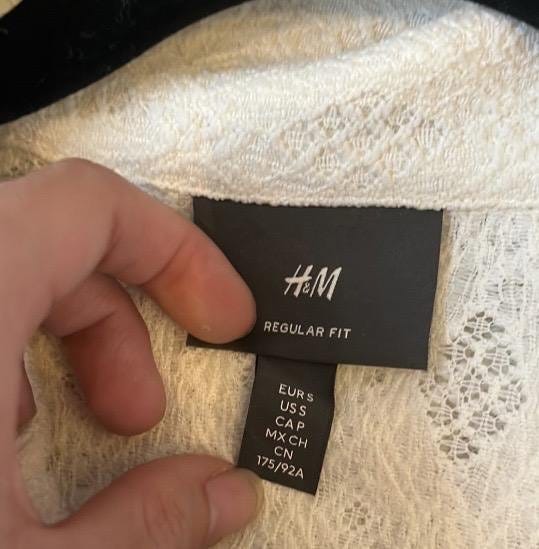 H&M
REGULAR FIT
EUR S
US S
CA P
MX CH
CN
175/92A